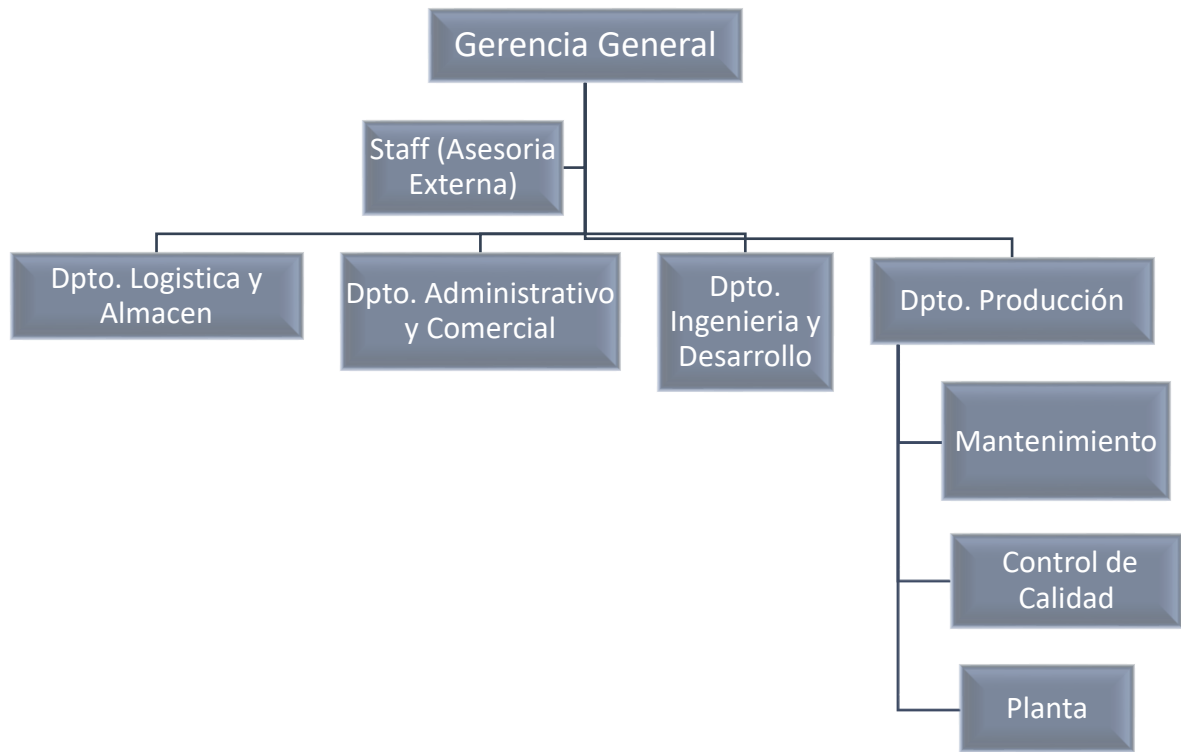 Gerencia General
Staff (Asesoria
Externa)
Dpto. Logistica y
Almacen
Dpto. Administrativo
y Comercial
Dpto.
Ingenieria y
Desarrollo
Dpto. Producción
Mantenimiento
Control de
Calidad
Planta